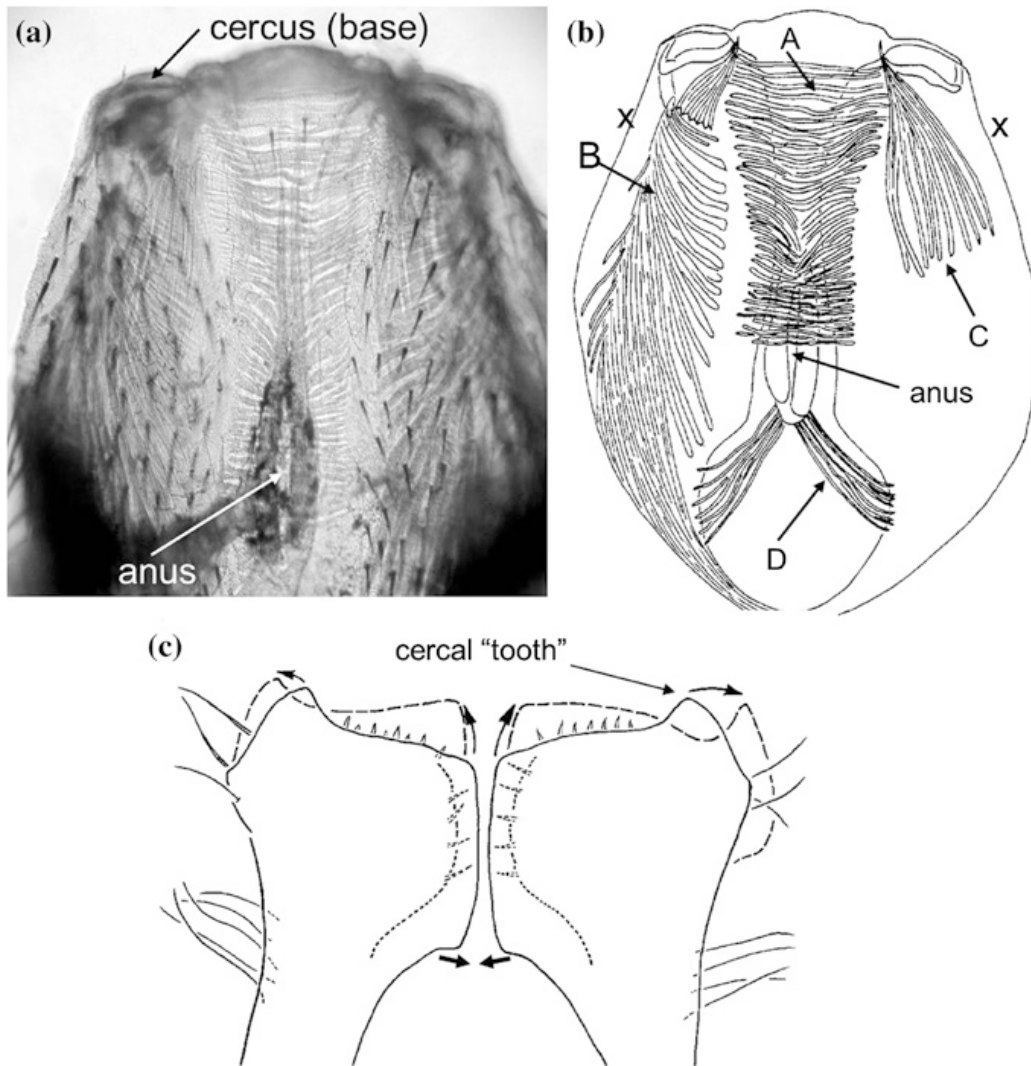 (a)
cercus (base)
anus
(b)
A
x
x
B
C
anus
D
(c)
cercal “tooth”